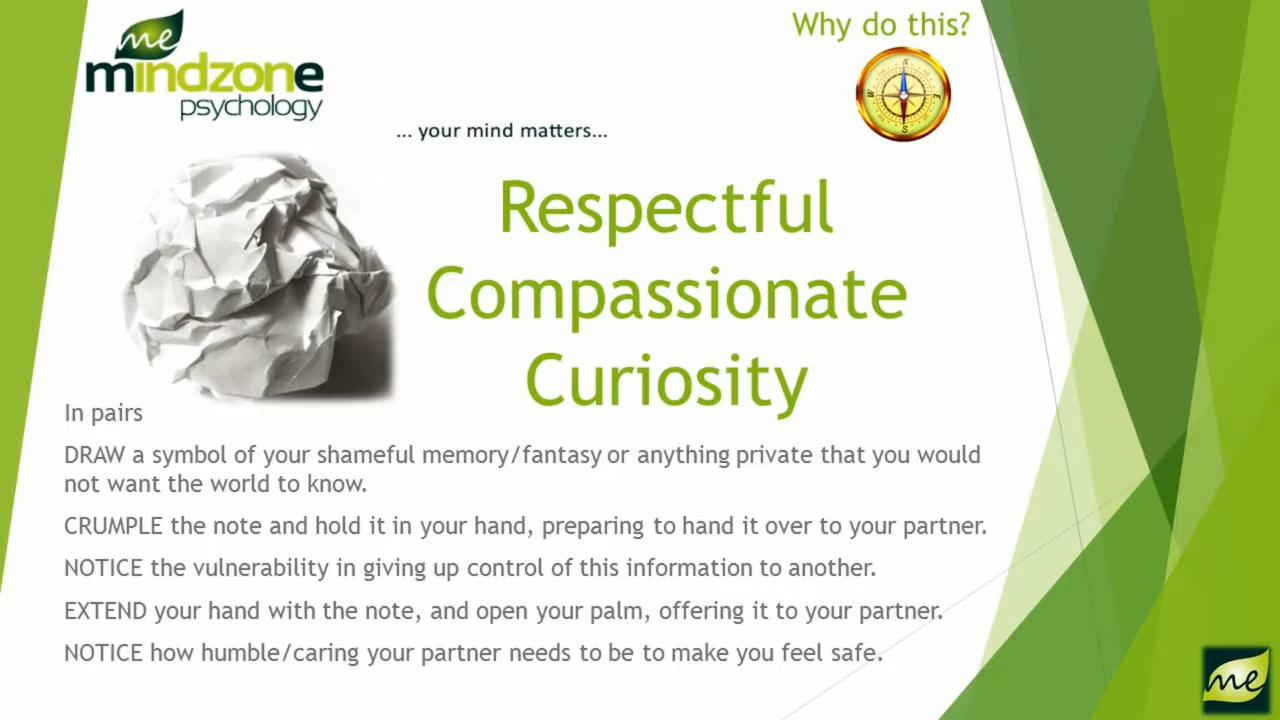 me
mindzone
psychology
Why do this?
N
W
E
S
... your mind matters...
Respectful
Compassionate
Curiosity
In pairs
DRAW a symbol of your shameful memory/fantasy or anything private that you would
not want the world to know.
CRUMPLE the note and hold it in your hand, preparing to hand it over to your partner.
NOTICE the vulnerability in giving up control of this information to another.
EXTEND your hand with the note, and open your palm, offering it to your partner.
NOTICE how humble/caring your partner needs to be to make you feel safe.
me